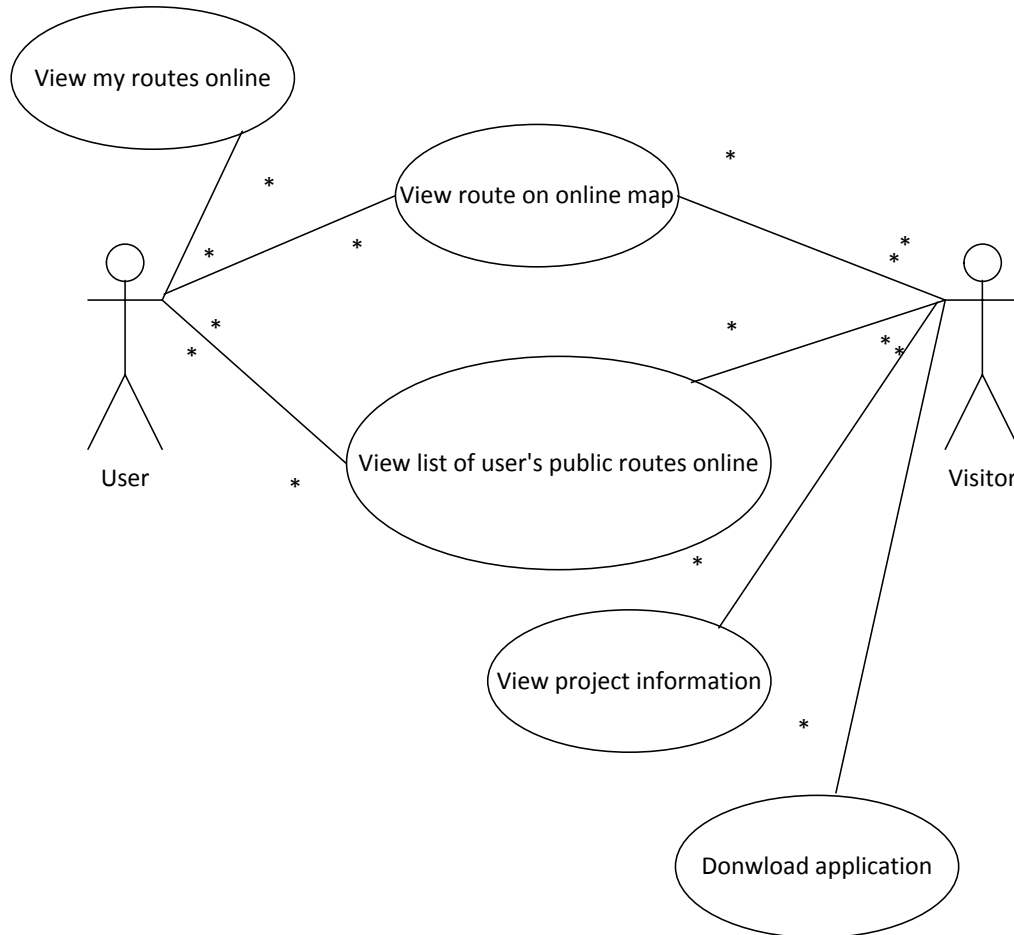 View my routes online
*
View route on online map
*
*
*
*
*
*
*
*
*
*
*
User
View list of user's public routes online
Visitor
*
*
View project information
*
Donwload application